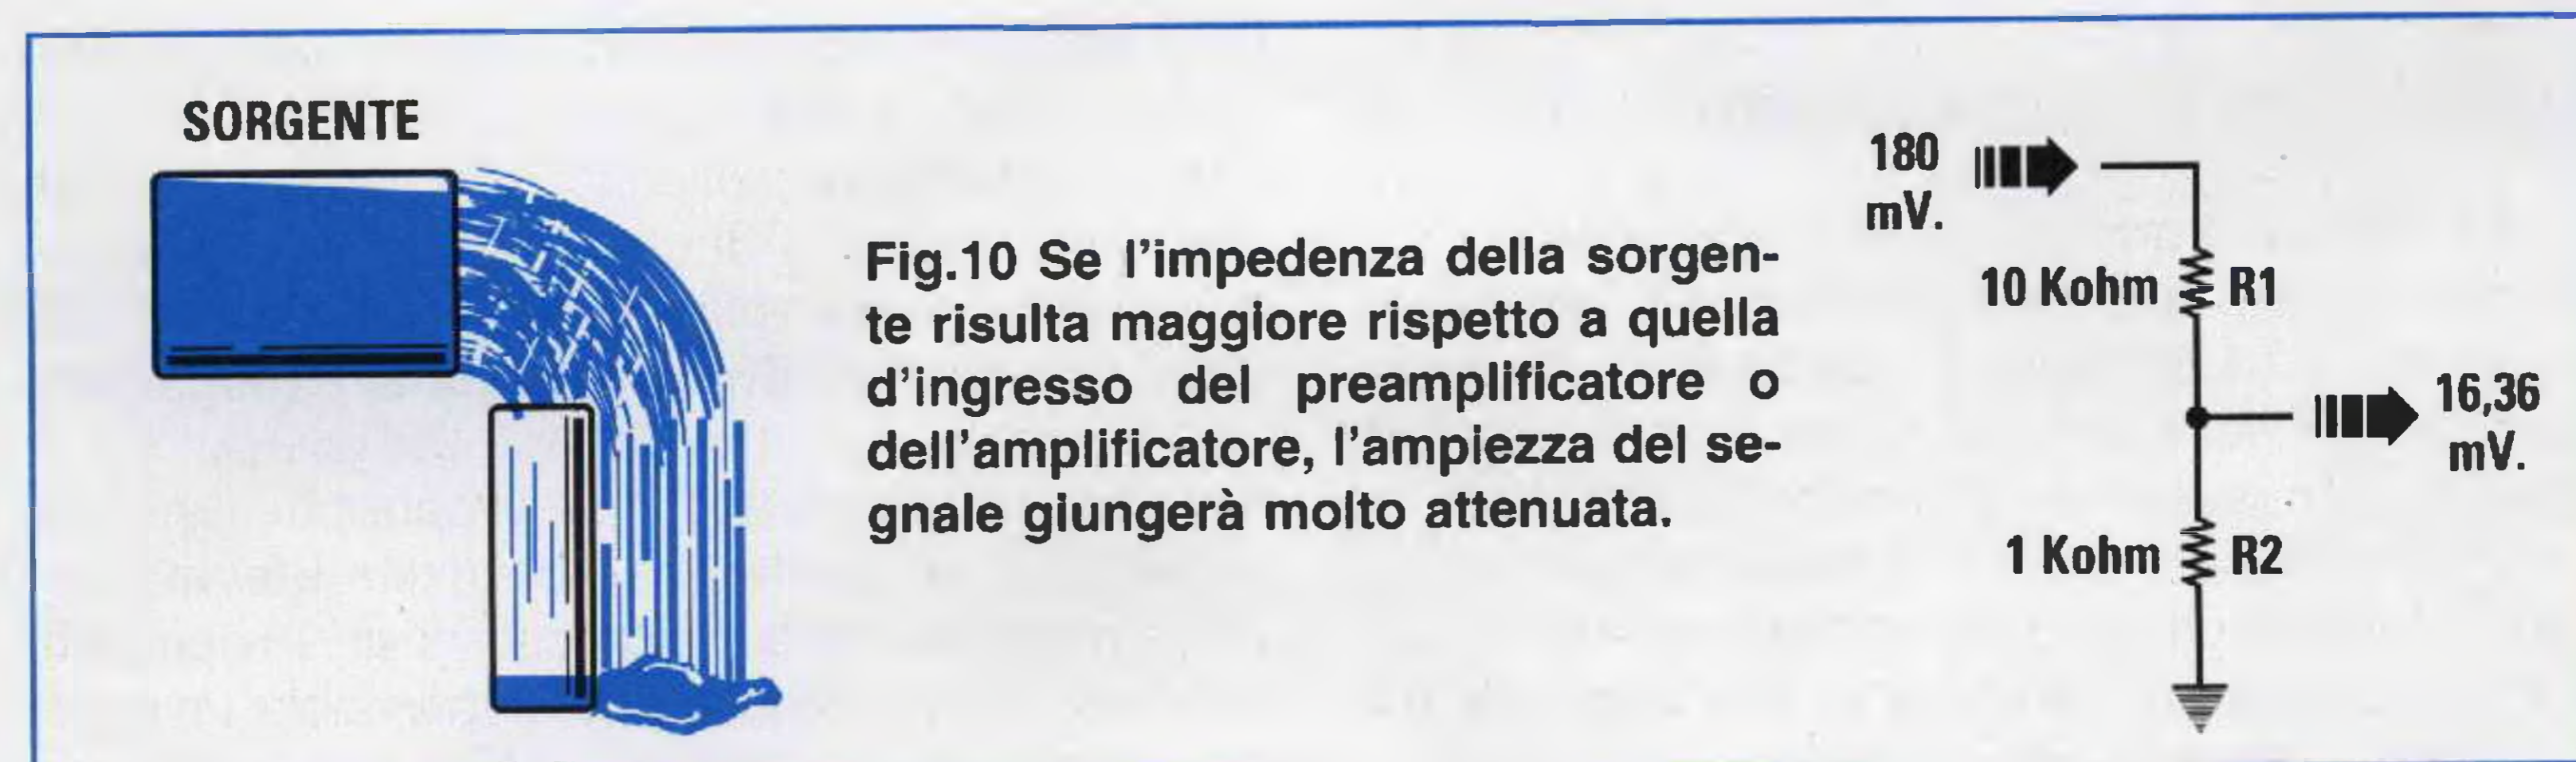 SORGENTE
Fig.10 Se l'impedenza della sorgen-
te risulta maggiore rispetto a quella
d'ingresso del preamplificatore o
dell'amplificatore, l'ampiezza del se-
gnale giungerà molto attenuata.
180
mV.
10 Kohm R1
16,36
mV.
1 Kohm R2